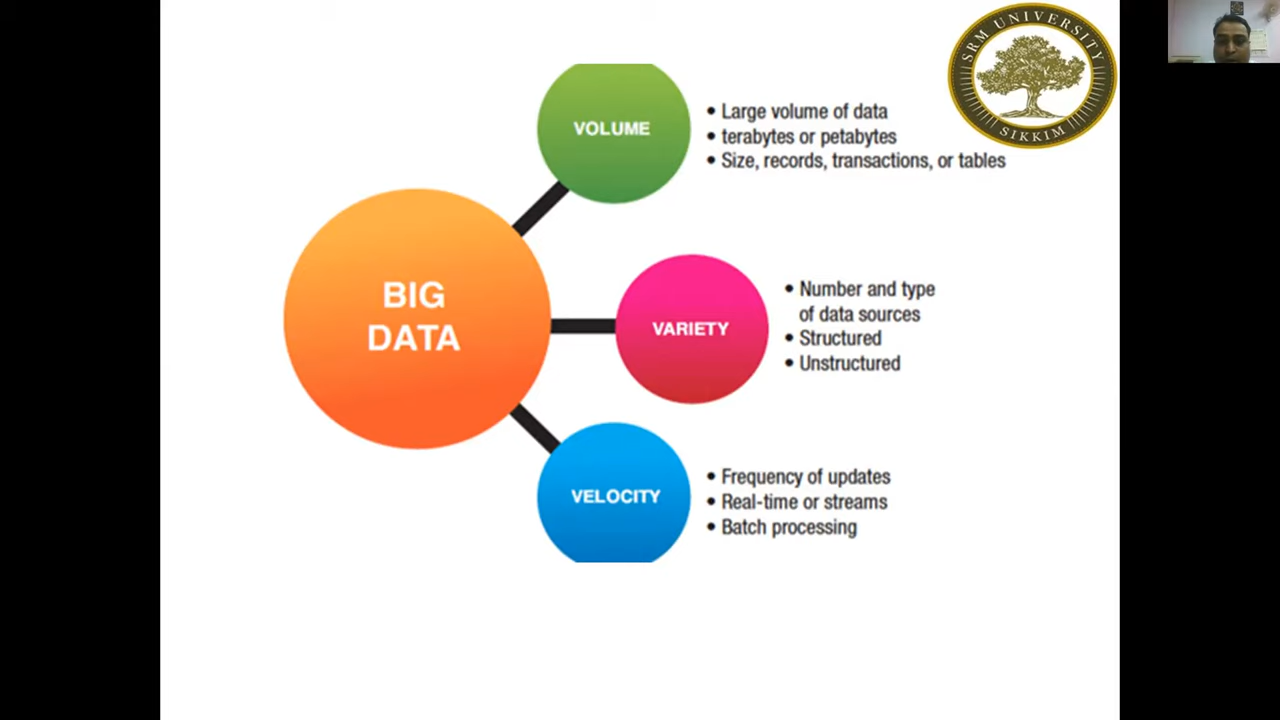 SRM UNIVERSITY
SIKKIM
VOLUME
• Large volume of data
• terabytes or petabytes
• Size, records, transactions, or tables
BIG
DATA
VARIETY
• Number and type
of data sources
• Structured
• Unstructured
VELOCITY
• Frequency of updates
• Real-time or streams
• Batch processing